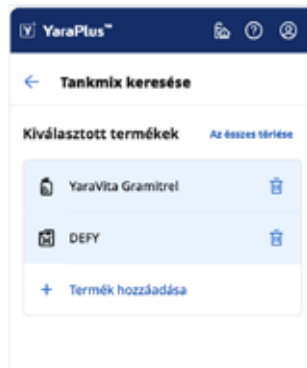 YaraPlus™
Tankmix keresése
Kiválasztott termékek Az összes törlése
YaraVita Gramitrel
DEFY
+ Termék hozzáadása